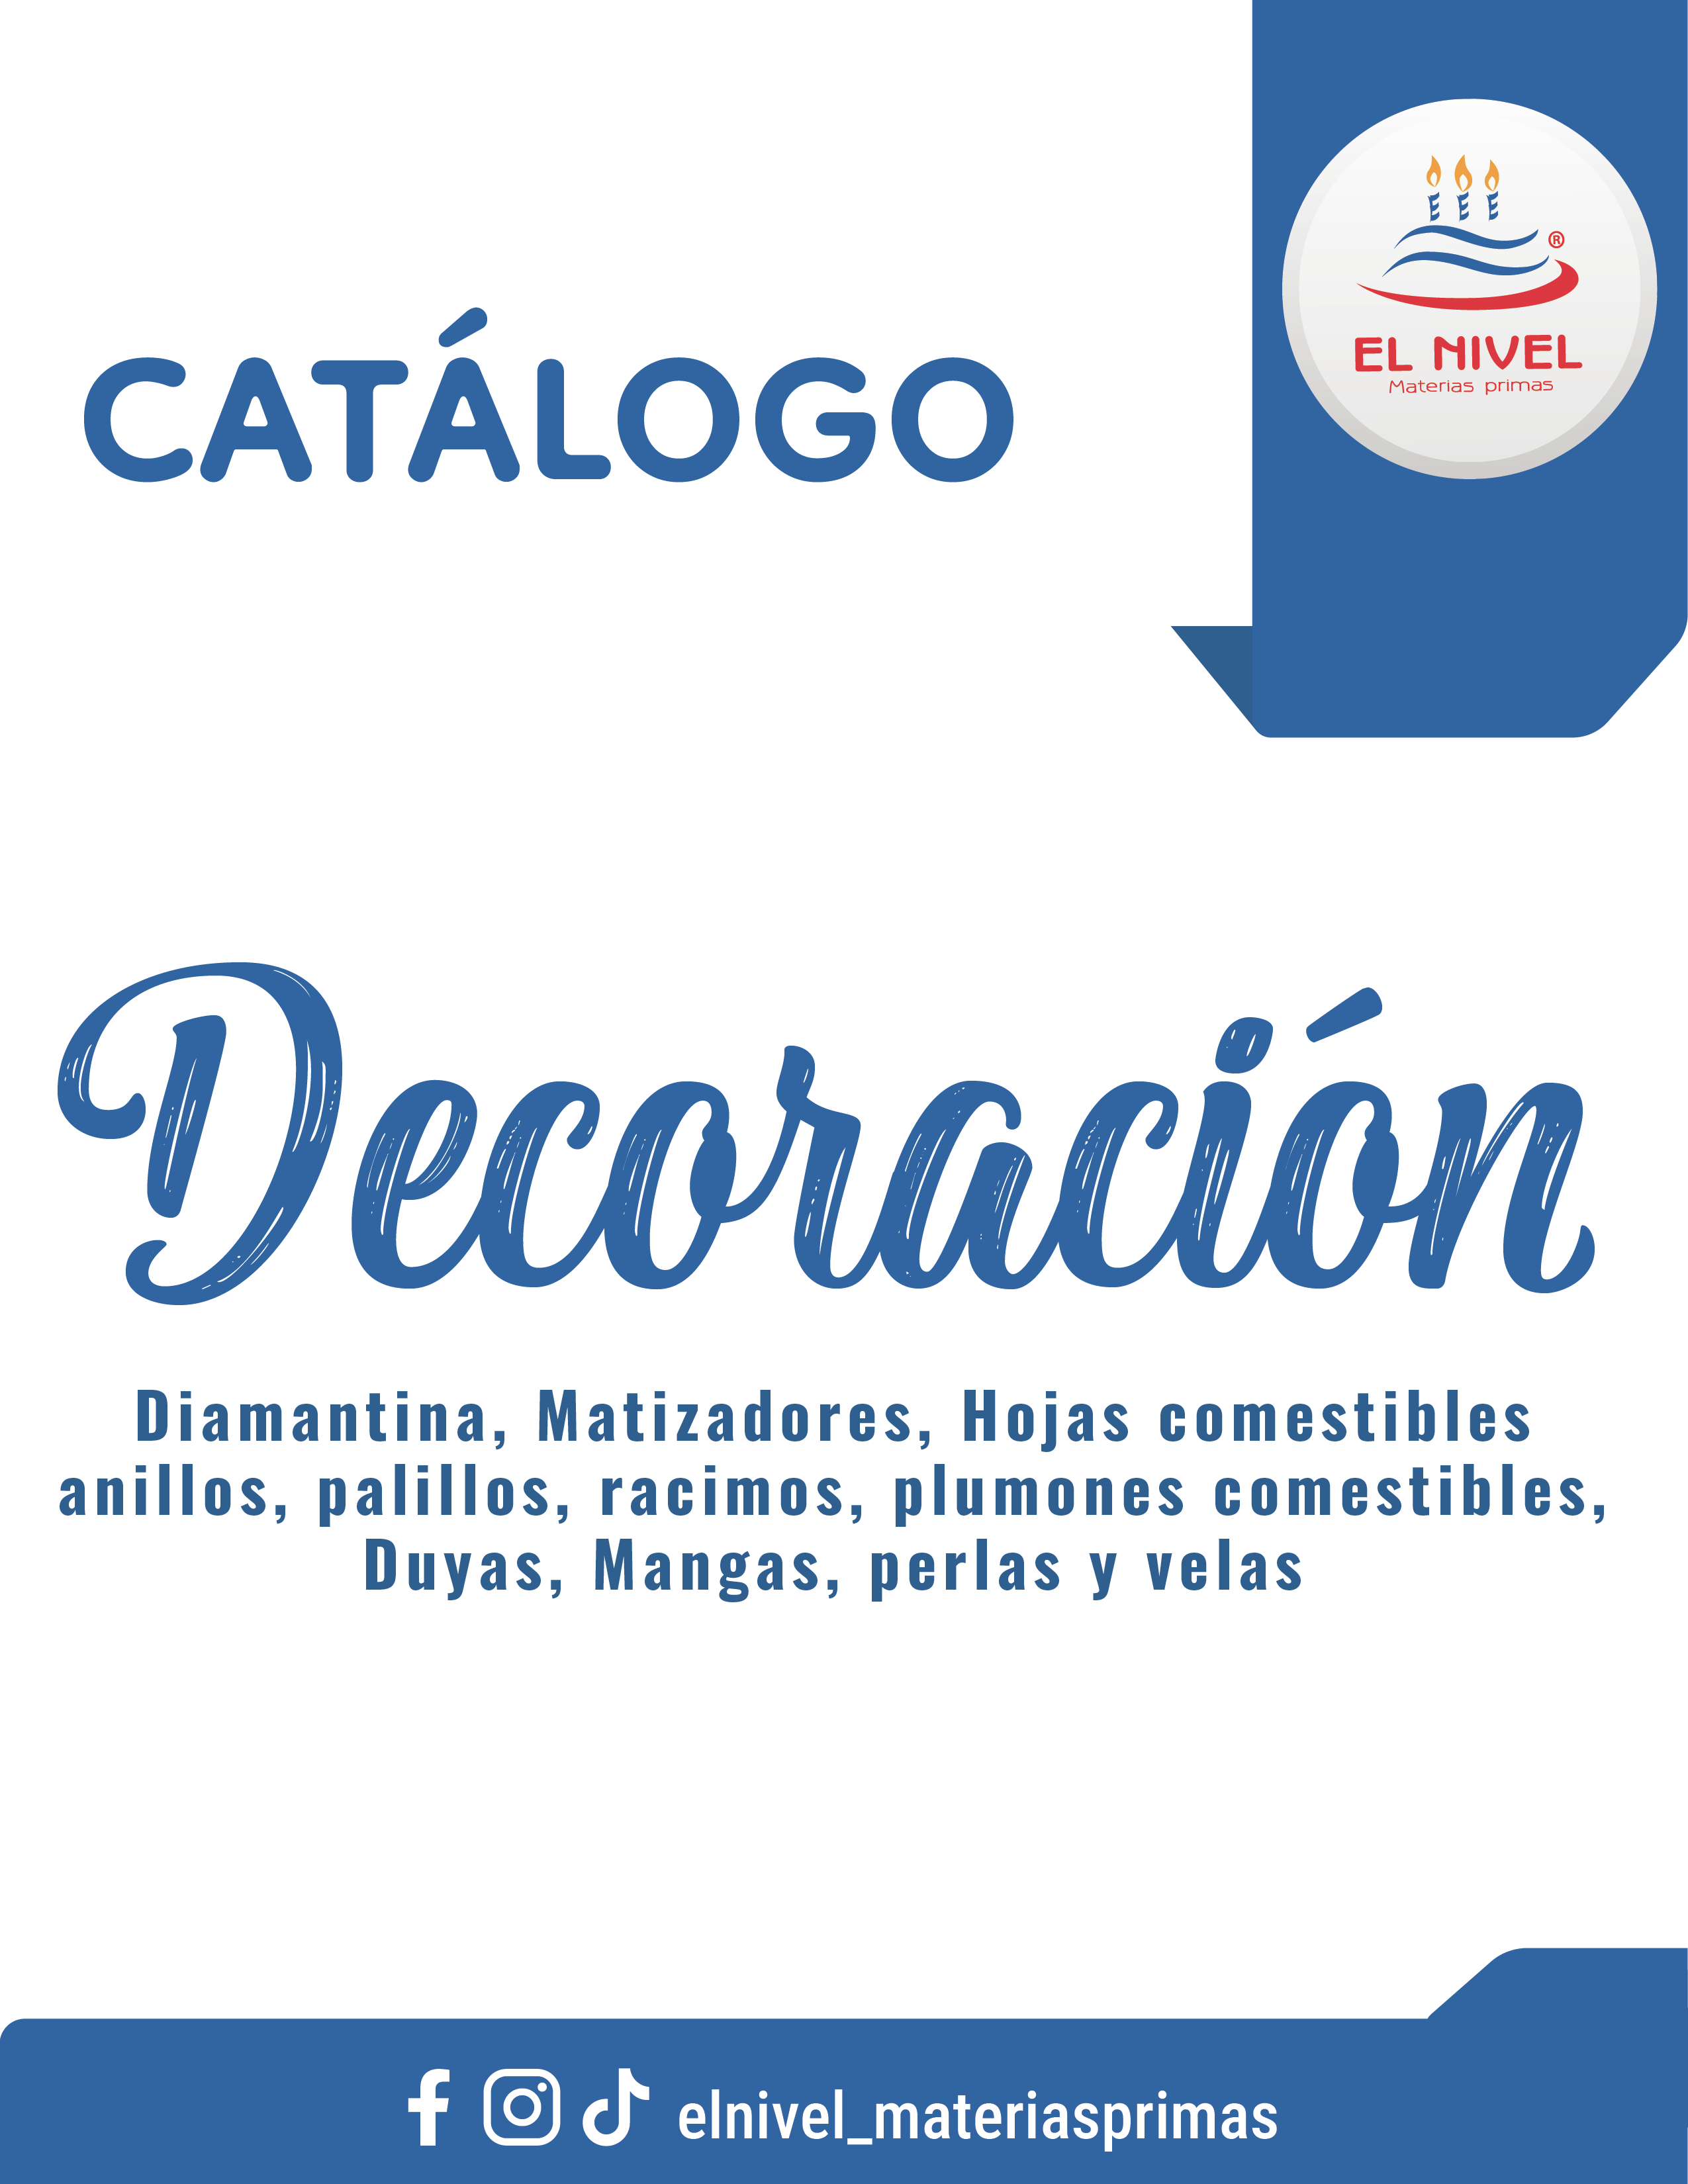 CATÁLOGO
®
EL NIVEL
Materias primas
Decoración
Diamantina, Matizadores, Hojas comestibles
anillos, palillos, racimos, plumones comestibles,
Duyas, Mangas, perlas y velas
elnivel_materiasprimas